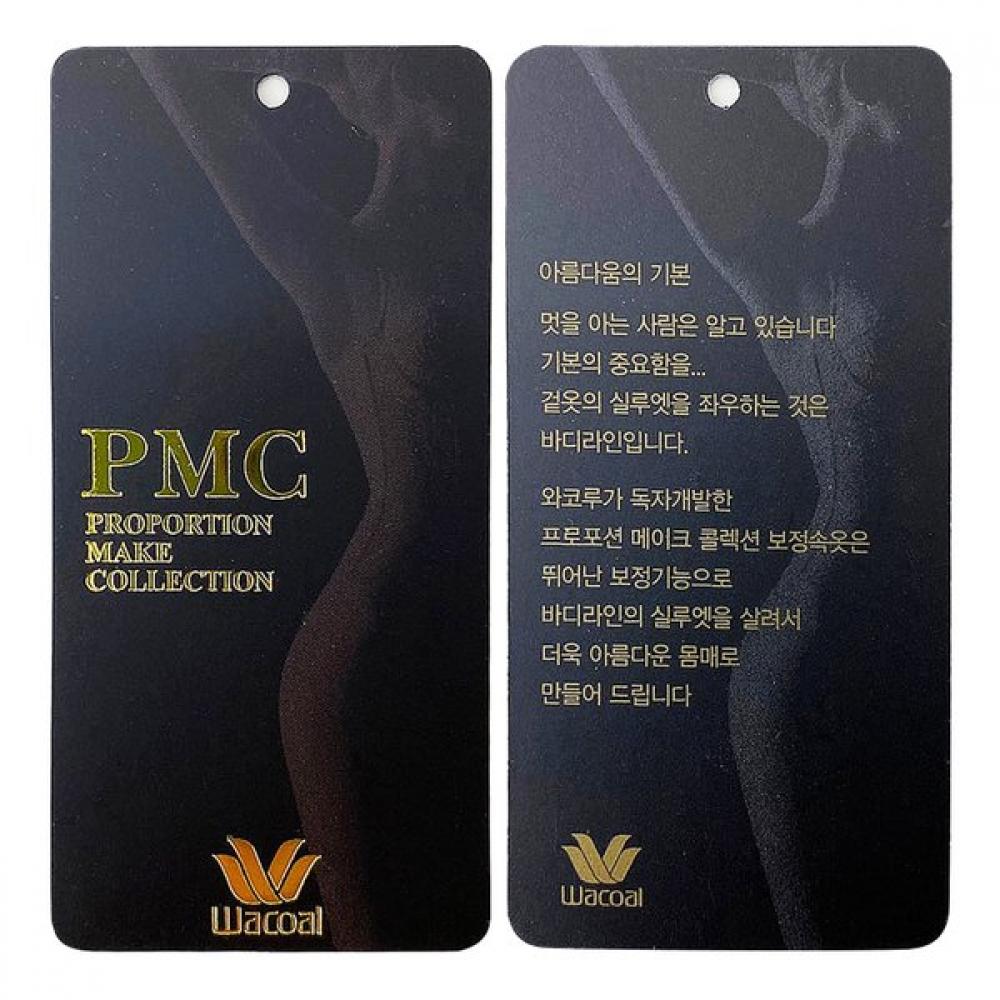 PMC
PROPORTION
MAKE
COLLECTION
Wacoal
아름다움의 기본
멋을 아는 사람은 알고 있습니다
기본의 중요함을...
겉옷의 실루엣을 좌우하는 것은
바디라인입니다.
와코루가 독자개발한
프로포션 메이크 콜렉션 보정속옷은
뛰어난 보정기능으로
바디라인의 실루엣을 살려서
더욱 아름다운 몸매로
만들어 드립니다
Wacoal